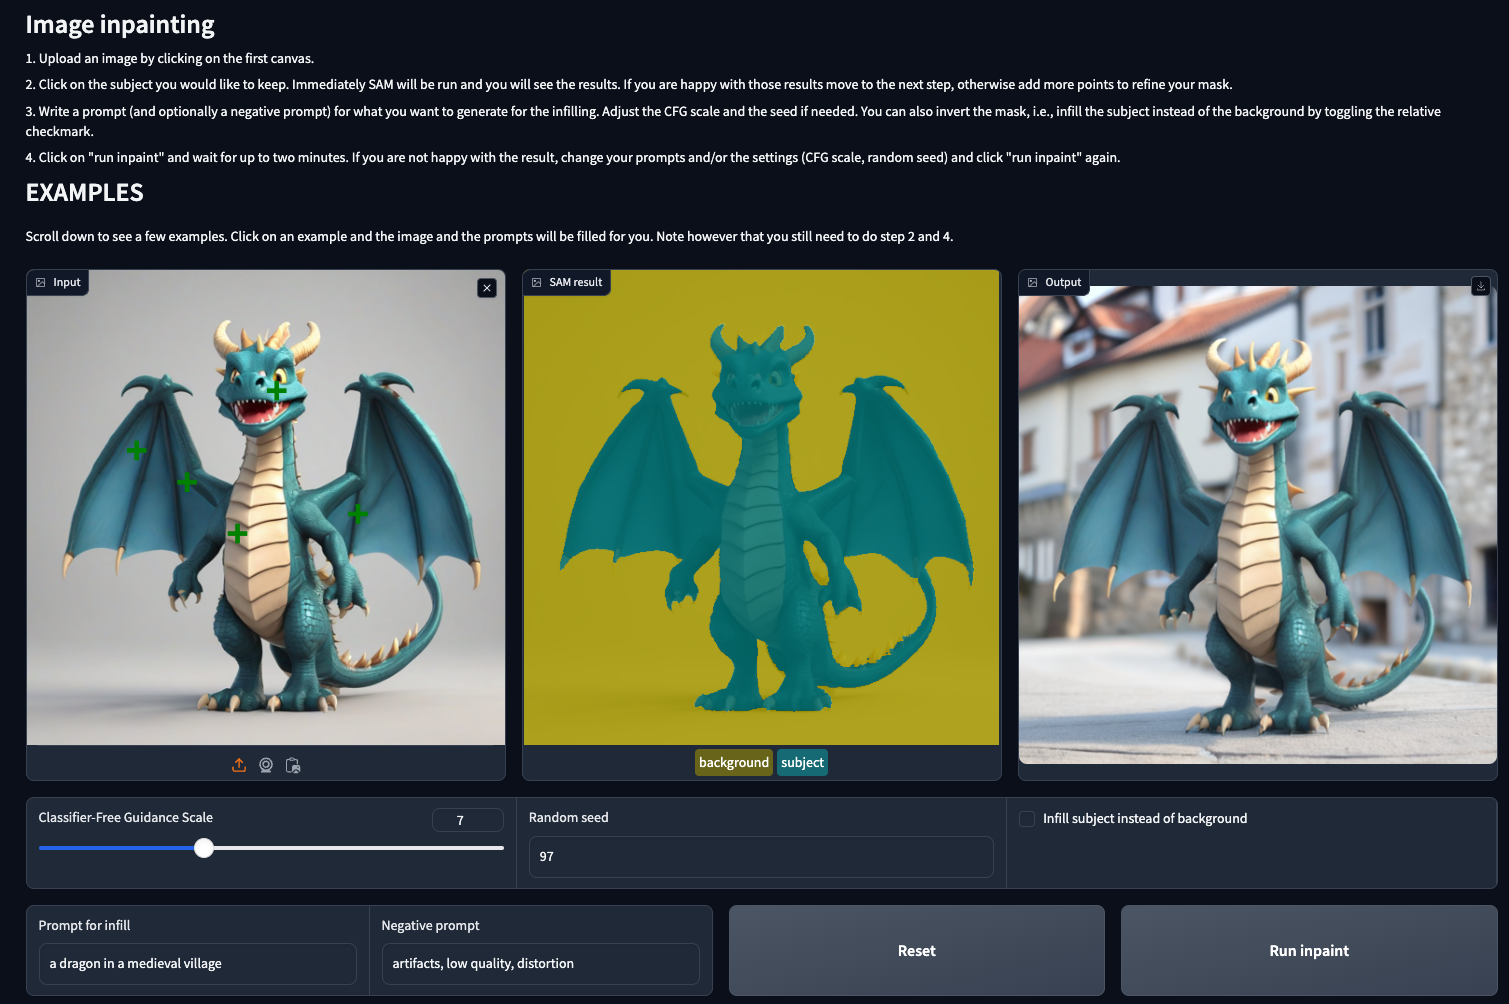 Image inpainting
1. Upload an image by clicking on the first canvas.
2. Click on the subject you would like to keep. Immediately SAM will be run and you will see the results. If you are happy with those results move to the next step, otherwise add more points to refine your mask.
3. Write a prompt (and optionally a negative prompt) for what you want to generate for the infilling. Adjust the CFG scale and the seed if needed. You can also invert the mask, i.e., infill the subject instead of the background by toggling the relative
checkmark.
4. Click on "run inpaint" and wait for up to two minutes. If you are not happy with the result, change your prompts and/or the settings (CFG scale, random seed) and click "run inpaint" again.
EXAMPLES
Scroll down to see a few examples. Click on an example and the image and the prompts will be filled for you. Note however that you still need to do step 2 and 4.
Input
SAM result
Output
background
subject
Classifier-Free Guidance Scale
7
Random seed
97
Infill subject instead of background
Prompt for infill
a dragon in a medieval village
Negative prompt
artifacts, low quality, distortion
Reset
Run inpaint